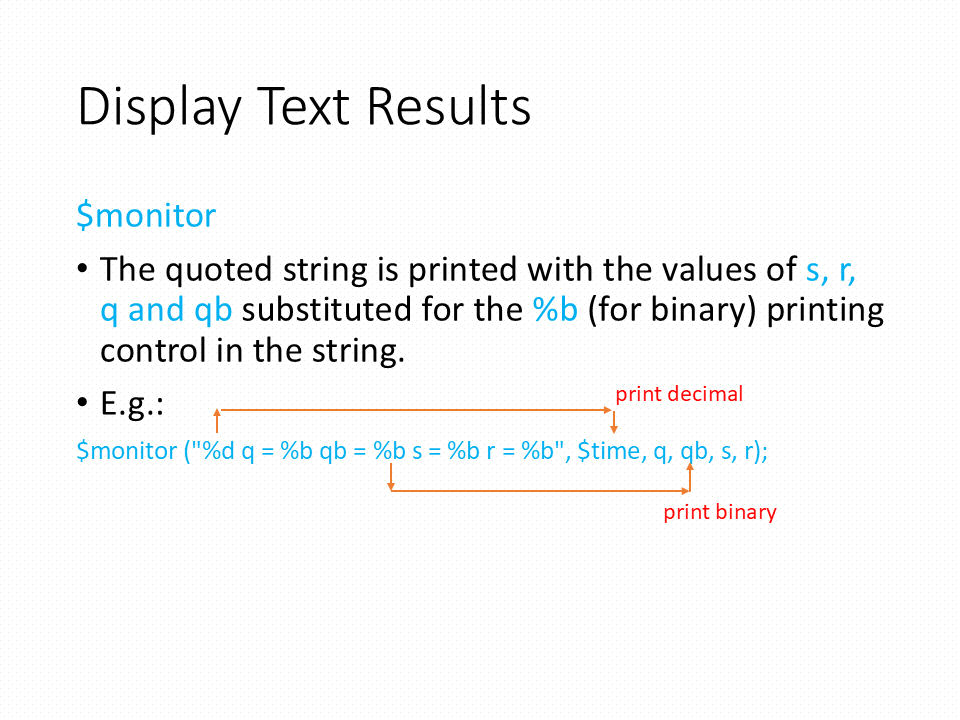 Display Text Results
$monitor
• The quoted string is printed with the values of s, r,
q and qb substituted for the %b (for binary) printing
control in the string.
• E.g.:
print decimal
$monitor ("%d q = %b qb = %b s = %b r = %b", $time, q, qb, s, r);
print binary